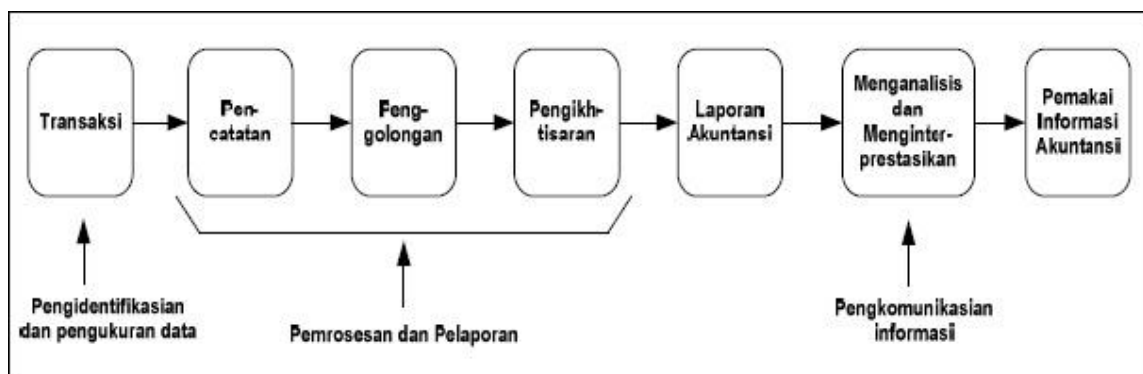 Transaksi
Pen-
catatan
Peng-
golongan
Pengikh-
tisaran
Laporan
Akuntansi
Menganalisis
dan
Menginter-
prestasikan
Pemakai
Informasi
Akuntansii
Pengidentifikasian
dan pengukuran data
Pemrosesan dan Pelaporan
Pengkomunikasian
informasi